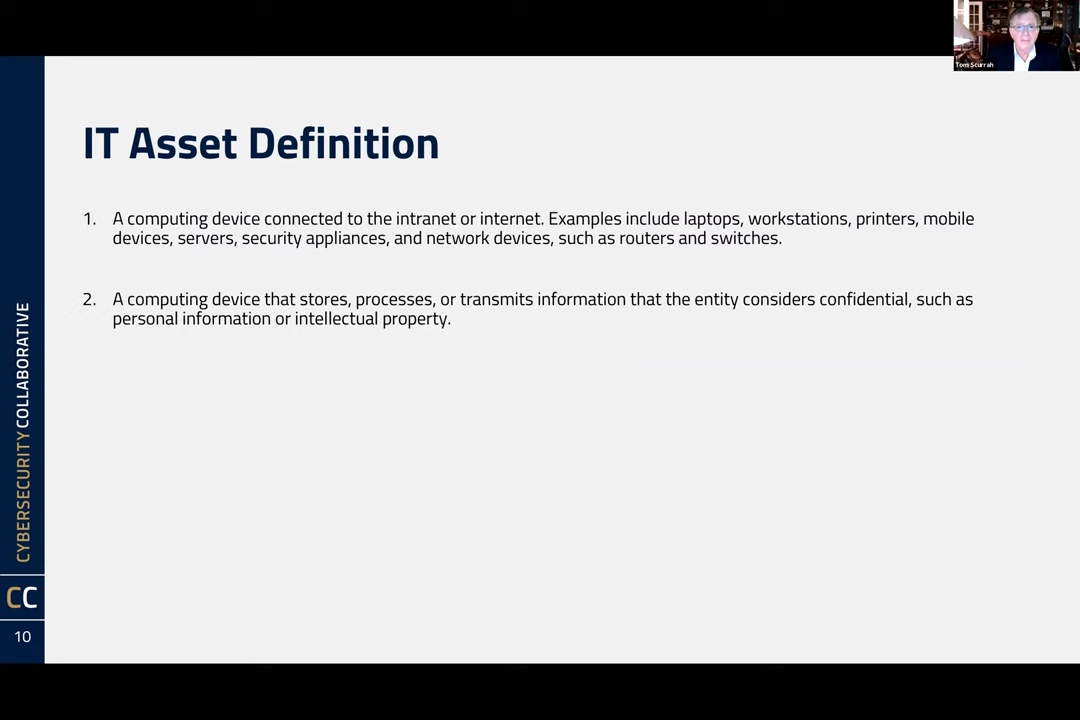 Tom Scurrah
IT Asset Definition
1. A computing device connected to the intranet or internet. Examples include laptops, workstations, printers, mobile
devices, servers, security appliances, and network devices, such as routers and switches.
2. A computing device that stores, processes, or transmits information that the entity considers confidential, such as
personal information or intellectual property.
CYBERSECURITY COLLABORATIVE
CC
10